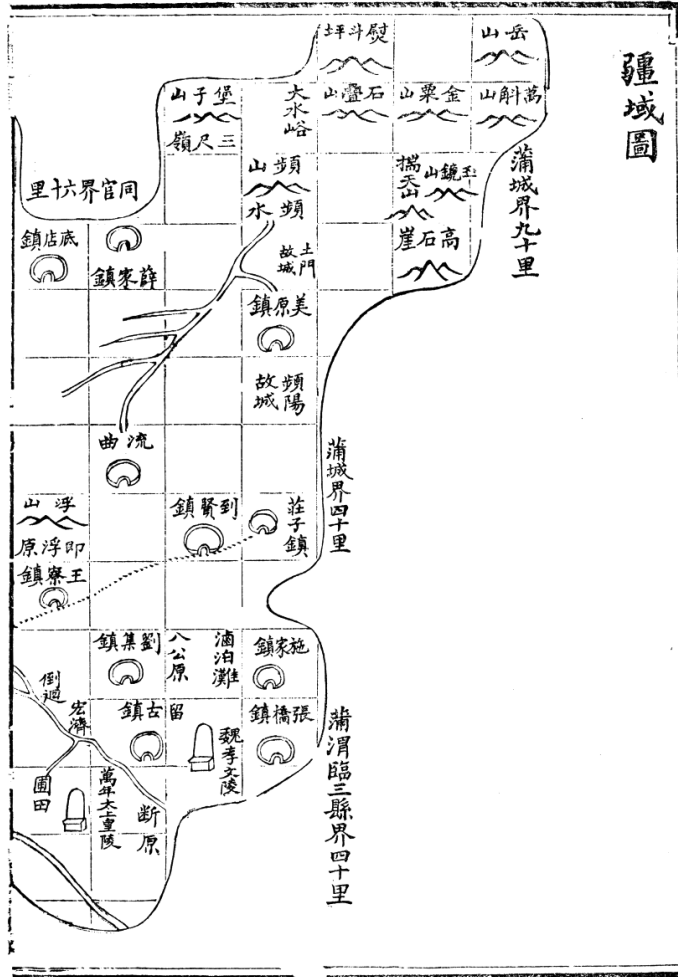 疆域圖
岳山
熨斗坪
萬斛山
金粟山
石疊山
大水峪
堡子山
三尺嶺
蒲城界九十里
玉鏡山
揣天山
高石崖
頻山
頻水
同官界六十里
土門故城
底店鎮
薛家鎮
美原鎮
頻陽故城
流曲
蒲城界四十里
浮山
即浮原
到賢鎮
莊子鎮
王寮鎮
施家鎮
滷泊灘
八公原
劉集鎮
蒲渭臨三縣界四十里
張橋鎮
魏孝文陵
留古鎮
宏濟
倒迴
圃田
萬年太上皇陵
断原